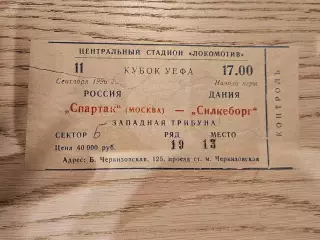 ЦЕНТРАЛЬНЫЙ СТАДИОН «ЛОКОМОТИВ»
11 КУБОК УЕФА 17.00
Сентября 1996 г. Начало игры
РОССИЯ ДАНИЯ
„Спартак“ (МОСКВА) — „Силкеборг“
ЗАПАДНАЯ ТРИБУНА
СЕКТОР 6 РЯД МЕСТО
Цена 40 000 руб. 19 13
Адрес: Б. Черкизовская, 125, проезд ст. м. Черкизовская
КОНТРОЛЬ